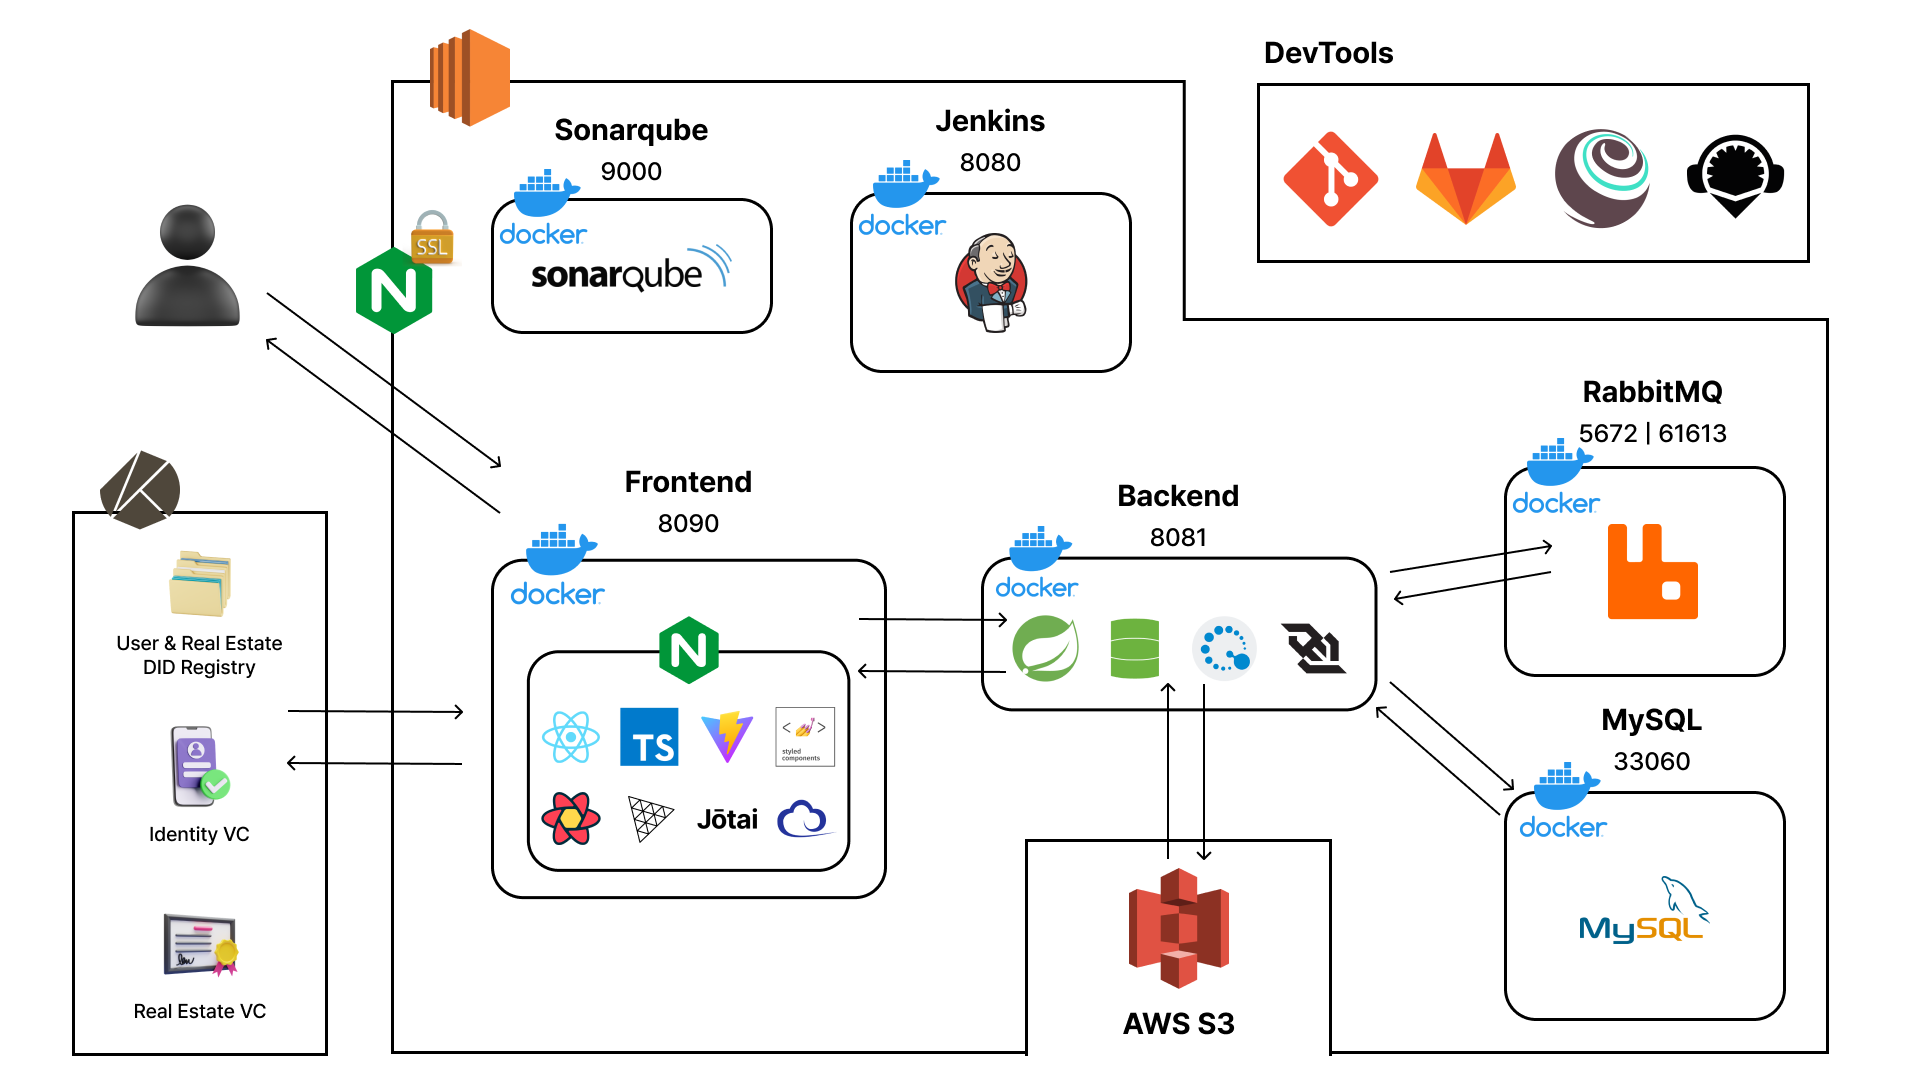 DevTools
Sonarqube
9000
docker
sonarqube
Jenkins
8080
docker
SSL
N
RabbitMQ
5672 | 61613
docker
Frontend
8090
docker
N
TS
< >
styled
components
Jōtai
Backend
8081
docker
User & Real Estate
DID Registry
Identity VC
Real Estate VC
MySQL
33060
docker
MySQL
AWS S3